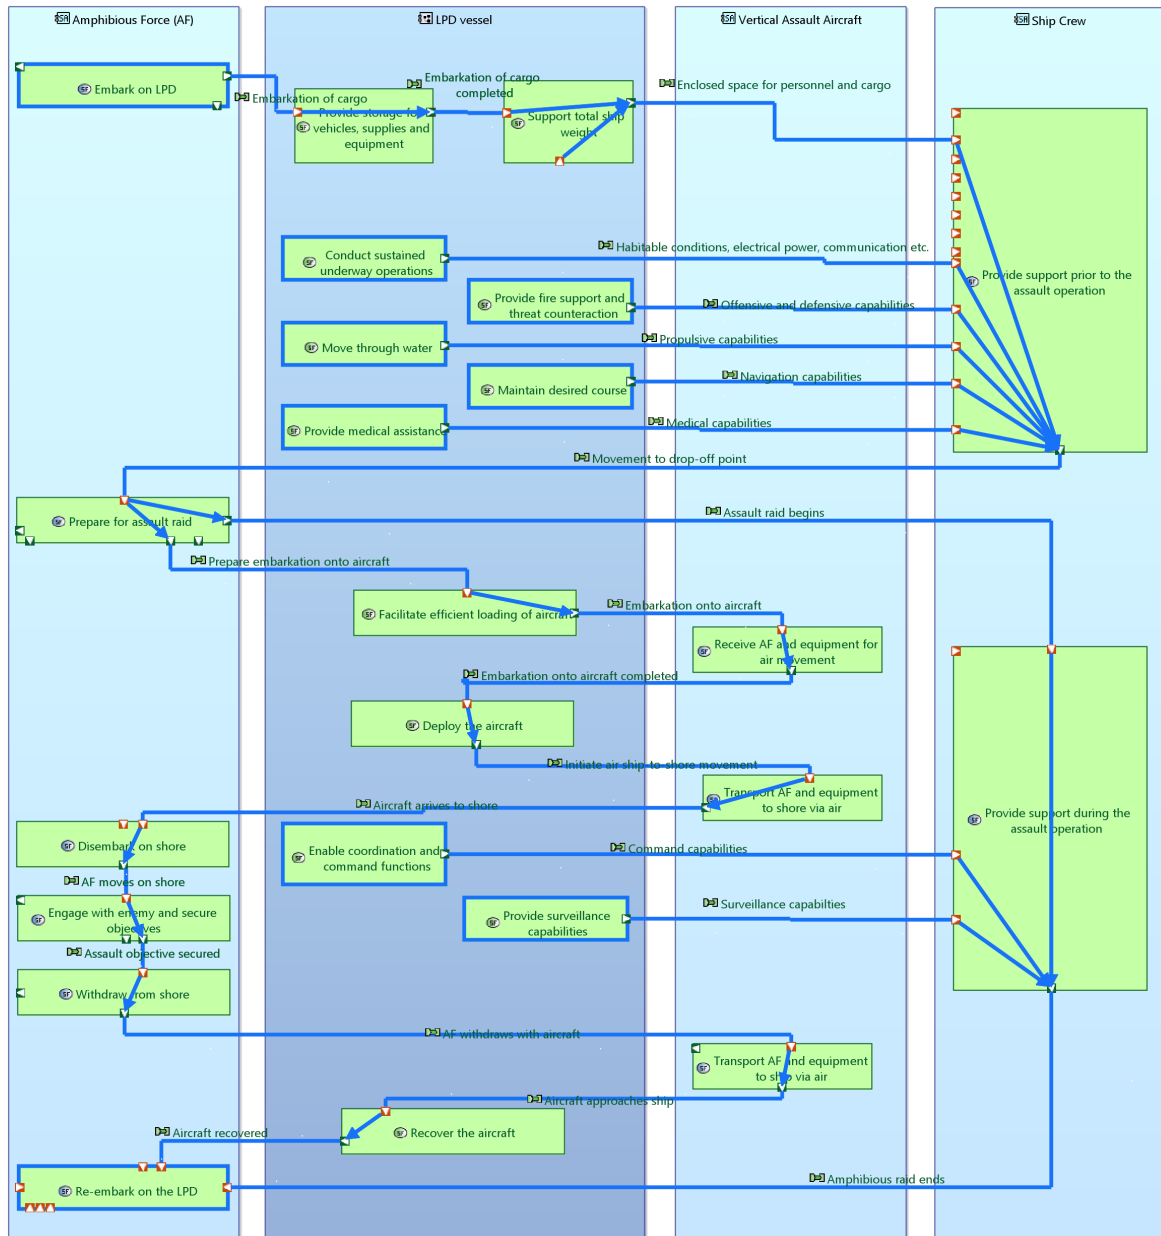 Amphibious Force (AF)
LPD vessel
Vertical Assault Aircraft
Ship Crew
Embark on LPD
Embarkation of cargo
Embarkation of cargo
completed
Provide storage for
vehicles, supplies and
equipment
Support total ship
weight
Enclosed space for personnel and cargo
Conduct sustained
underway operations
Habitable conditions, electrical power, communication etc.
Provide support prior to the
assault operation
Provide fire support and
threat counteraction
Offensive and defensive capabilities
Move through water
Propulsive capabilities
Maintain desired course
Navigation capabilities
Provide medical assistance
Medical capabilities
Movement to drop-off point
Prepare for assault raid
Assault raid begins
Prepare embarkation onto aircraft
Facilitate efficient loading of aircraft
Embarkation onto aircraft
Receive AF and equipment for
air movement
Embarkation onto aircraft completed
Deploy the aircraft
Initiate air ship-to-shore movement
Transport AF and equipment
to shore via air
Aircraft arrives to shore
Disembark on shore
Enable coordination and
command functions
Command capabilities
Provide support during the
assault operation
AF moves on shore
Engage with enemy and secure
objectives
Provide surveillance
capabilities
Surveillance capabilties
Assault objective secured
Withdraw from shore
AF withdraws with aircraft
Transport AF and equipment
to ship via air
Aircraft approaches ship
Recover the aircraft
Aircraft recovered
Re-embark on the LPD
Amphibious raid ends